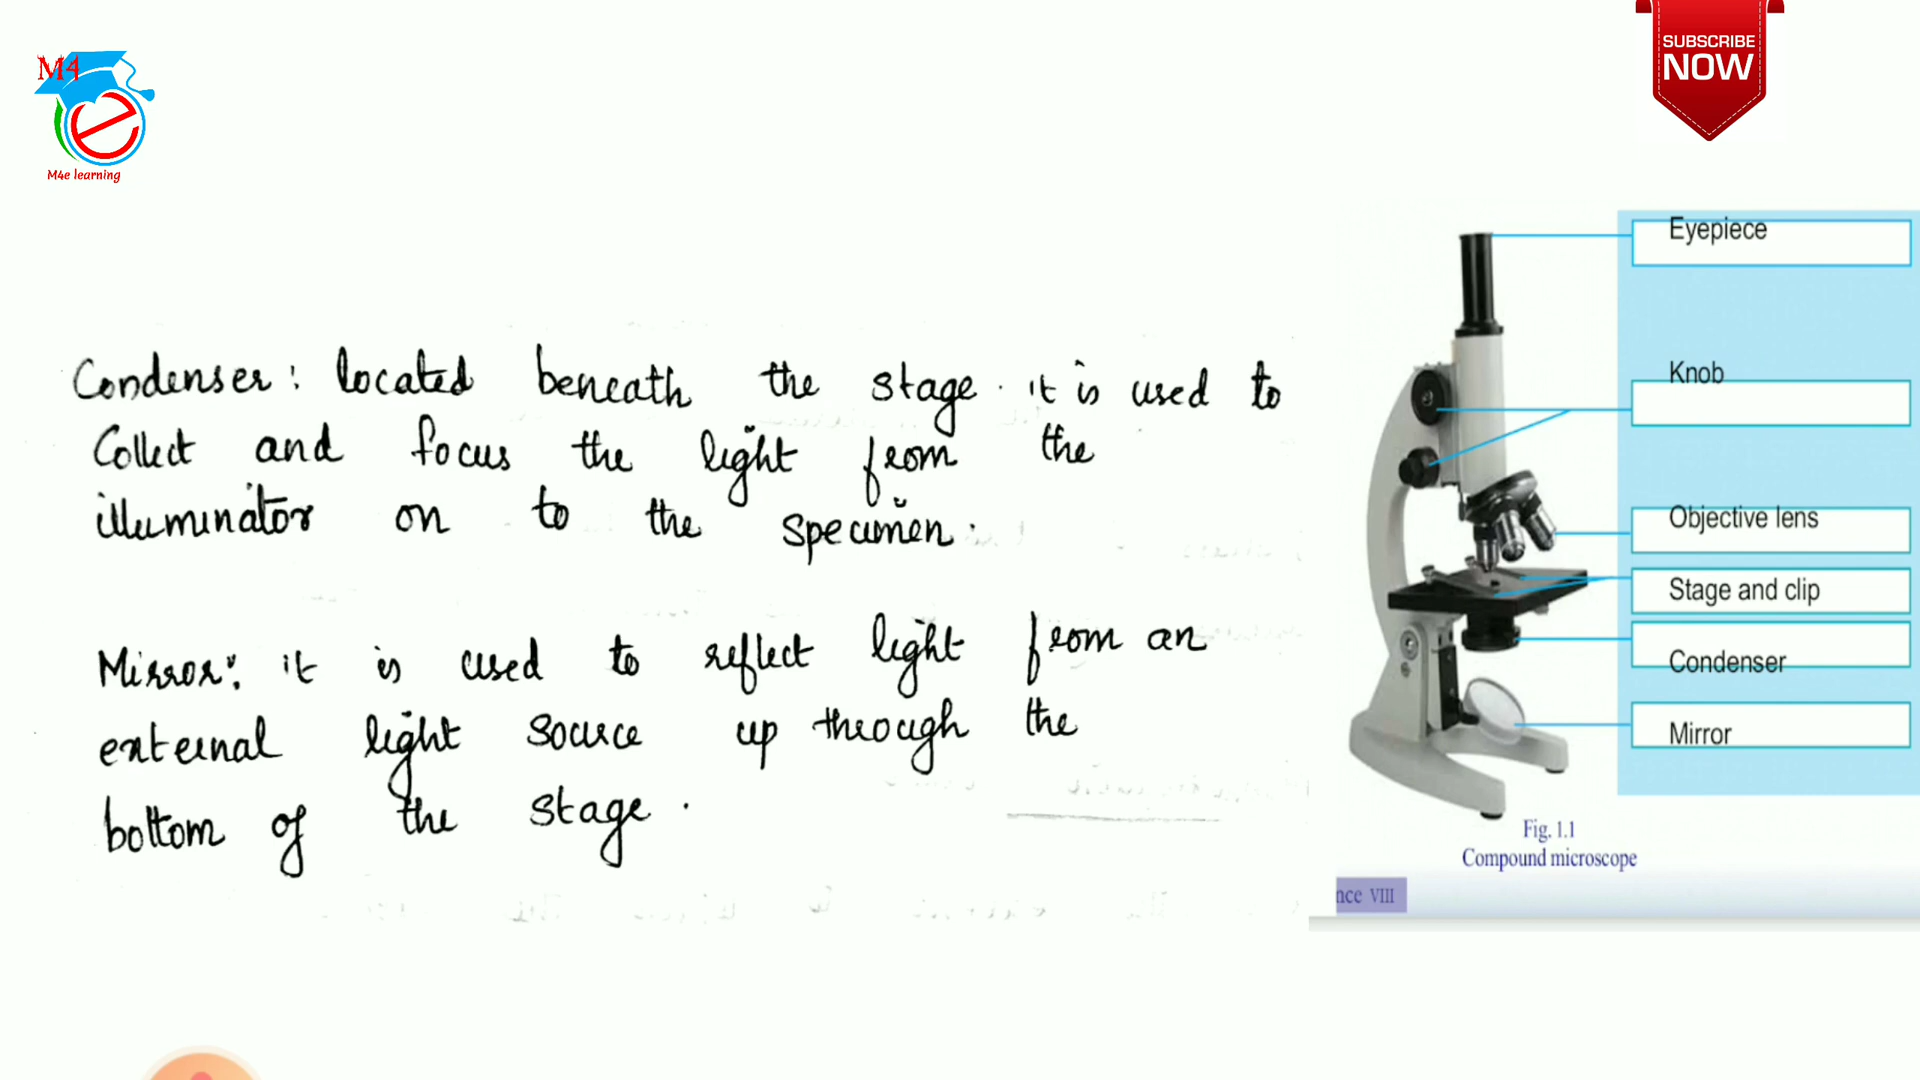 M4
M4e learning
SUBSCRIBE
NOW
Condenser: located beneath the stage. it is used to
Collect and focus the light from the
illuminator on to the specimen.
Mirror: it is used to reflect light from an
external light source up through the
bottom of the stage.
Eyepiece
Knob
Objective lens
Stage and clip
Condenser
Mirror
Fig. 1.1
Compound microscope
nce VIII